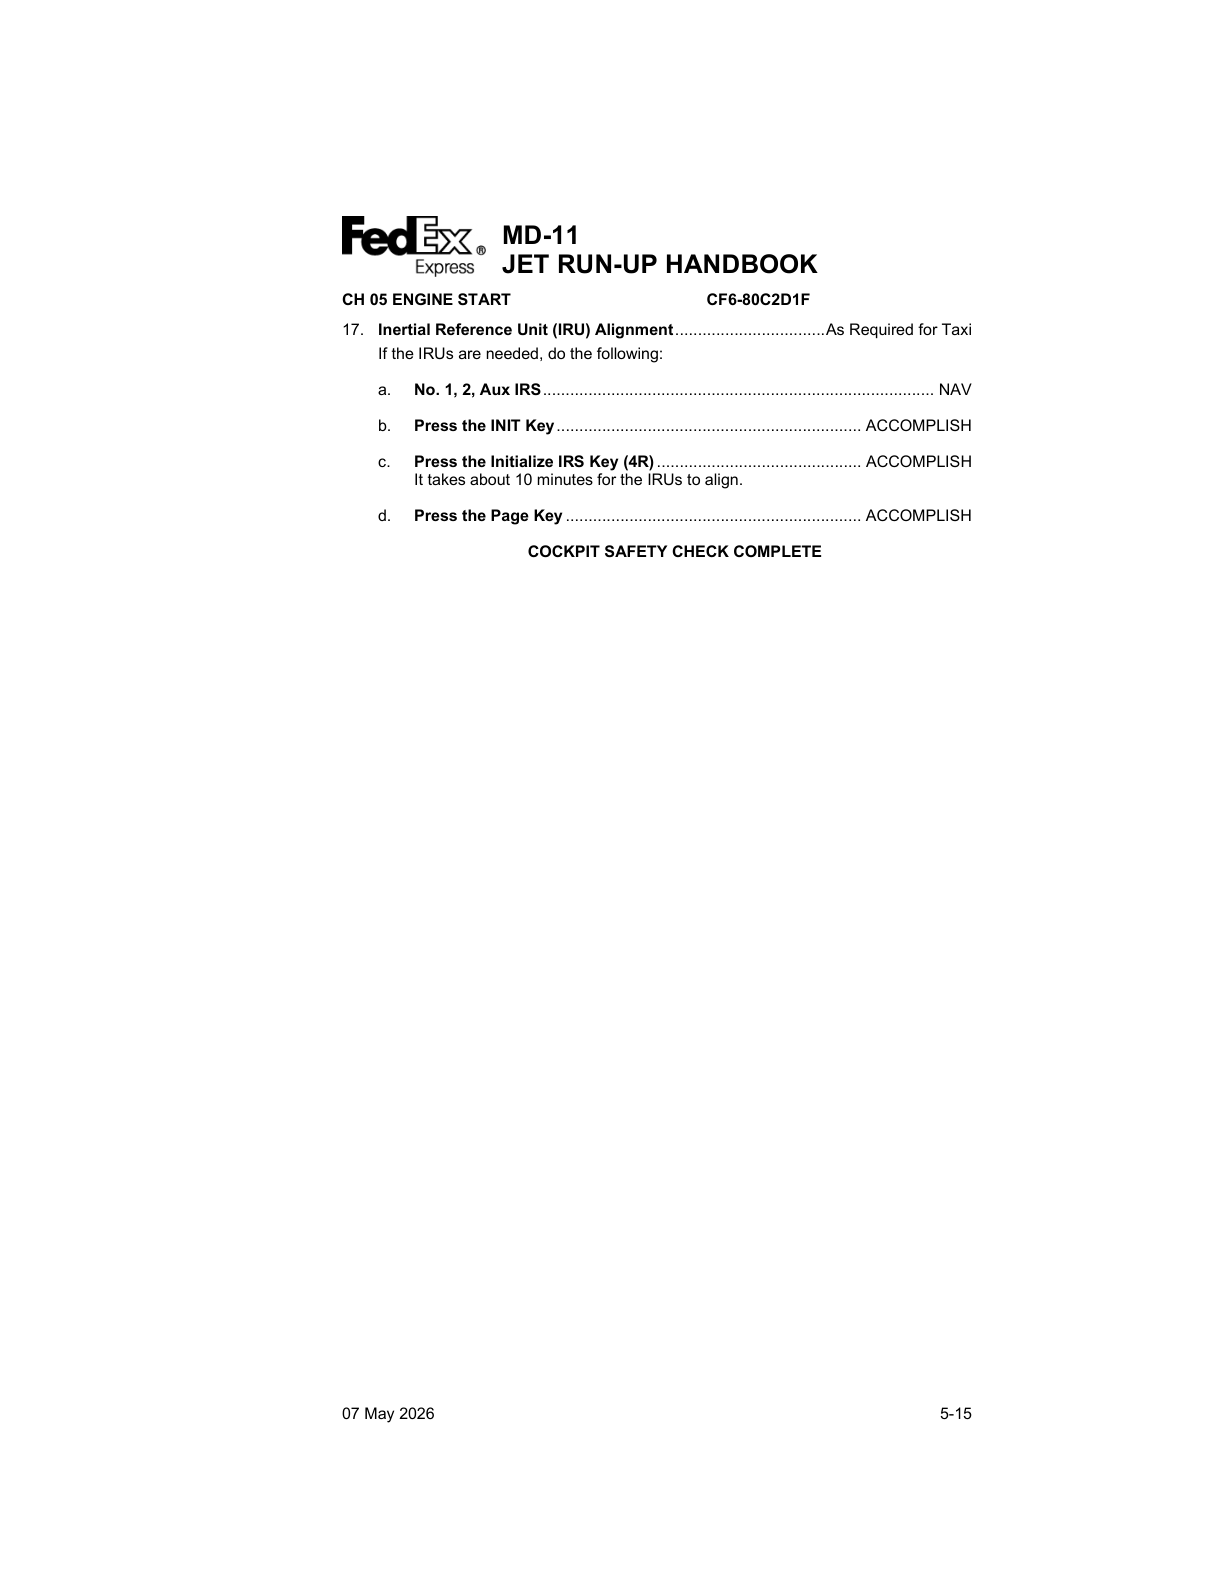 FedEx ® MD-11
Express JET RUN-UP HANDBOOK
CH 05 ENGINE START CF6-80C2D1F
17. Inertial Reference Unit (IRU) Alignment.................................As Required for Taxi
If the IRUs are needed, do the following:
a. No. 1, 2, Aux IRS...................................................................................... NAV
b. Press the INIT Key................................................................... ACCOMPLISH
c. Press the Initialize IRS Key (4R)............................................. ACCOMPLISH
It takes about 10 minutes for the IRUs to align.
d. Press the Page Key................................................................. ACCOMPLISH
COCKPIT SAFETY CHECK COMPLETE
07 May 2026 5-15